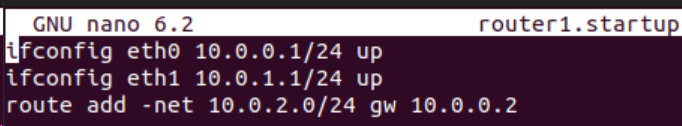 GNU nano 6.2 router1.startup
ifconfig eth0 10.0.0.1/24 up
ifconfig eth1 10.0.1.1/24 up
route add -net 10.0.2.0/24 gw 10.0.0.2